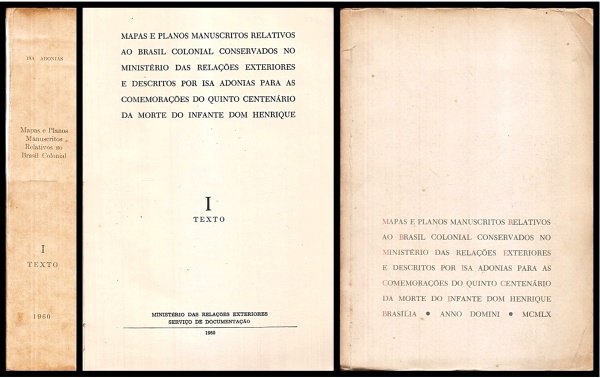 ISA ADONIAS
Mapas e Planos
Manuscritos
Relativos ao
Brasil Colonial
I
TEXTO
1960
MAPAS E PLANOS MANUSCRITOS RELATIVOS
AO BRASIL COLONIAL CONSERVADOS NO
MINISTÉRIO DAS RELAÇÕES EXTERIORES
E DESCRITOS POR ISA ADONIAS PARA AS
COMEMORAÇÕES DO QUINTO CENTENÁRIO
DA MORTE DO INFANTE DOM HENRIQUE
I
TEXTO
MINISTÉRIO DAS RELAÇÕES EXTERIORES
SERVIÇO DE DOCUMENTAÇÃO
1960
MAPAS E PLANOS MANUSCRITOS RELATIVOS
AO BRASIL COLONIAL CONSERVADOS NO
MINISTÉRIO DAS RELAÇÕES EXTERIORES
E DESCRITOS POR ISA ADONIAS PARA AS
COMEMORAÇÕES DO QUINTO CENTENÁRIO
DA MORTE DO INFANTE DOM HENRIQUE
BRASÍLIA • ANNO DOMINI • MCMLX